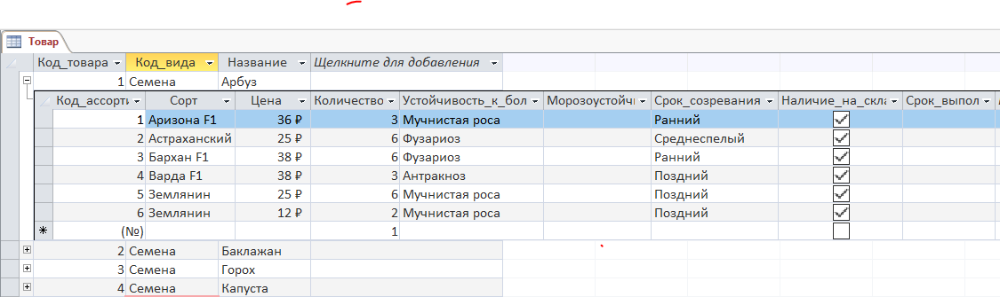 Товар
Код_товара Код_вида Название Щелкните для добавления
1 Семена Арбуз
Код_ассорти Сорт Цена Количество Устойчивость_к_бол Морозоустойч Срок_созревания Наличие_на_скла Срок_выпол
1 Аризона F1 36 ₽ 3 Мучнистая роса Ранний
2 Астраханский 25 ₽ 6 Фузариоз Среднеспелый
3 Бархан F1 38 ₽ 6 Фузариоз Ранний
4 Варда F1 38 ₽ 3 Антракноз Поздний
5 Землянин 25 ₽ 6 Мучнистая роса Поздний
6 Землянин 12 ₽ 2 Мучнистая роса Поздний
* (№) 1
2 Семена Баклажан
3 Семена Горох
4 Семена Капуста